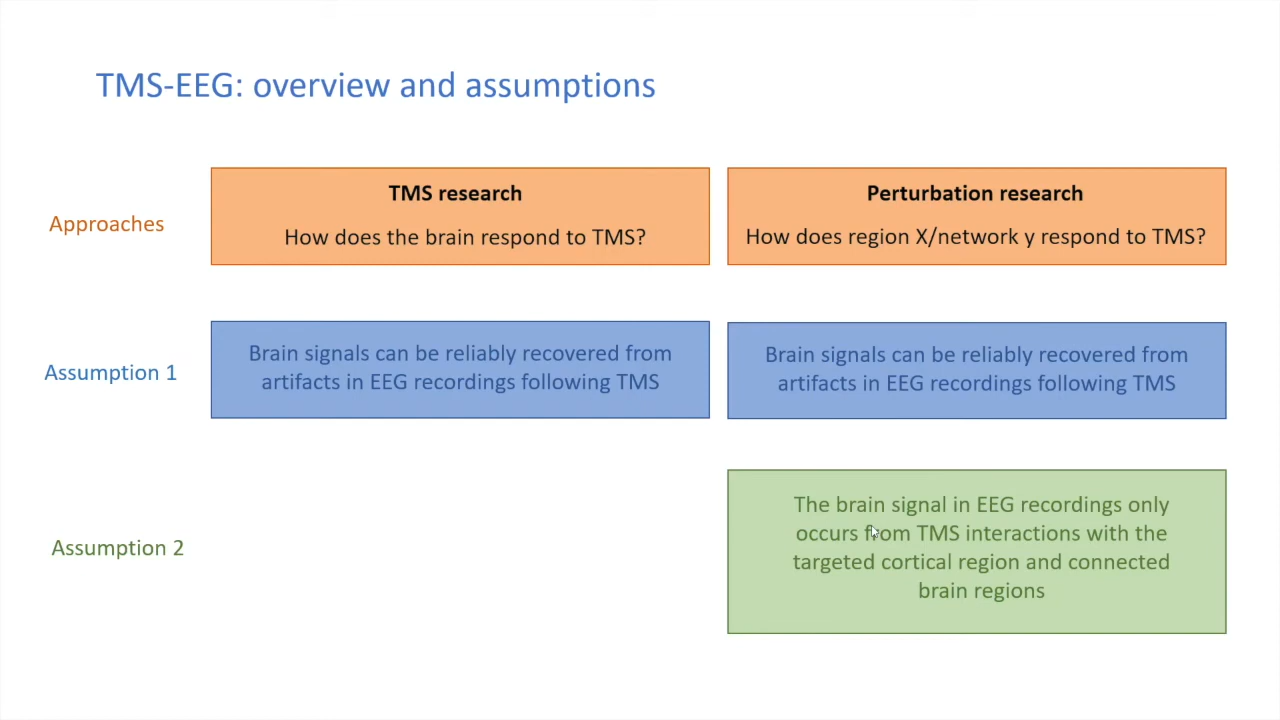 TMS-EEG: overview and assumptions
Approaches
TMS research
How does the brain respond to TMS?
Perturbation research
How does region X/network y respond to TMS?
Assumption 1
Brain signals can be reliably recovered from
artifacts in EEG recordings following TMS
Brain signals can be reliably recovered from
artifacts in EEG recordings following TMS
Assumption 2
The brain signal in EEG recordings only
occurs from TMS interactions with the
targeted cortical region and connected
brain regions